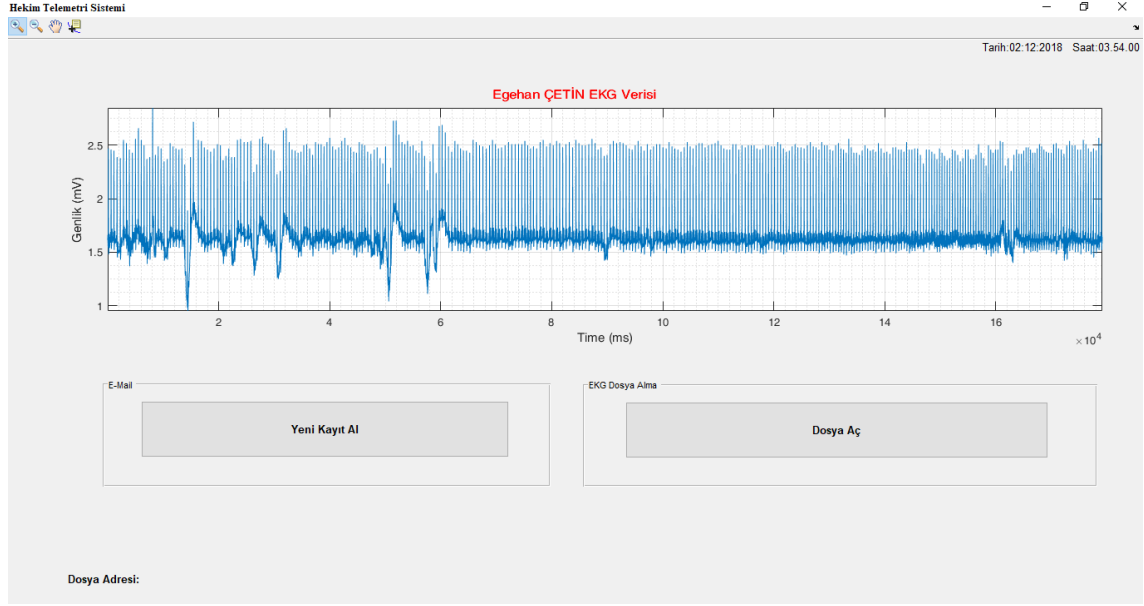 Hekim Telemetri Sistemi
Tarih:02:12:2018 Saat:03.54.00
Egehan ÇETİN EKG Verisi
2.5
2
1.5
1
Genlik (mV)
2 4 6 8 10 12 14 16
Time (ms)
×10⁴
E-Mail
Yeni Kayıt Al
EKG Dosya Alma
Dosya Aç
Dosya Adresi: